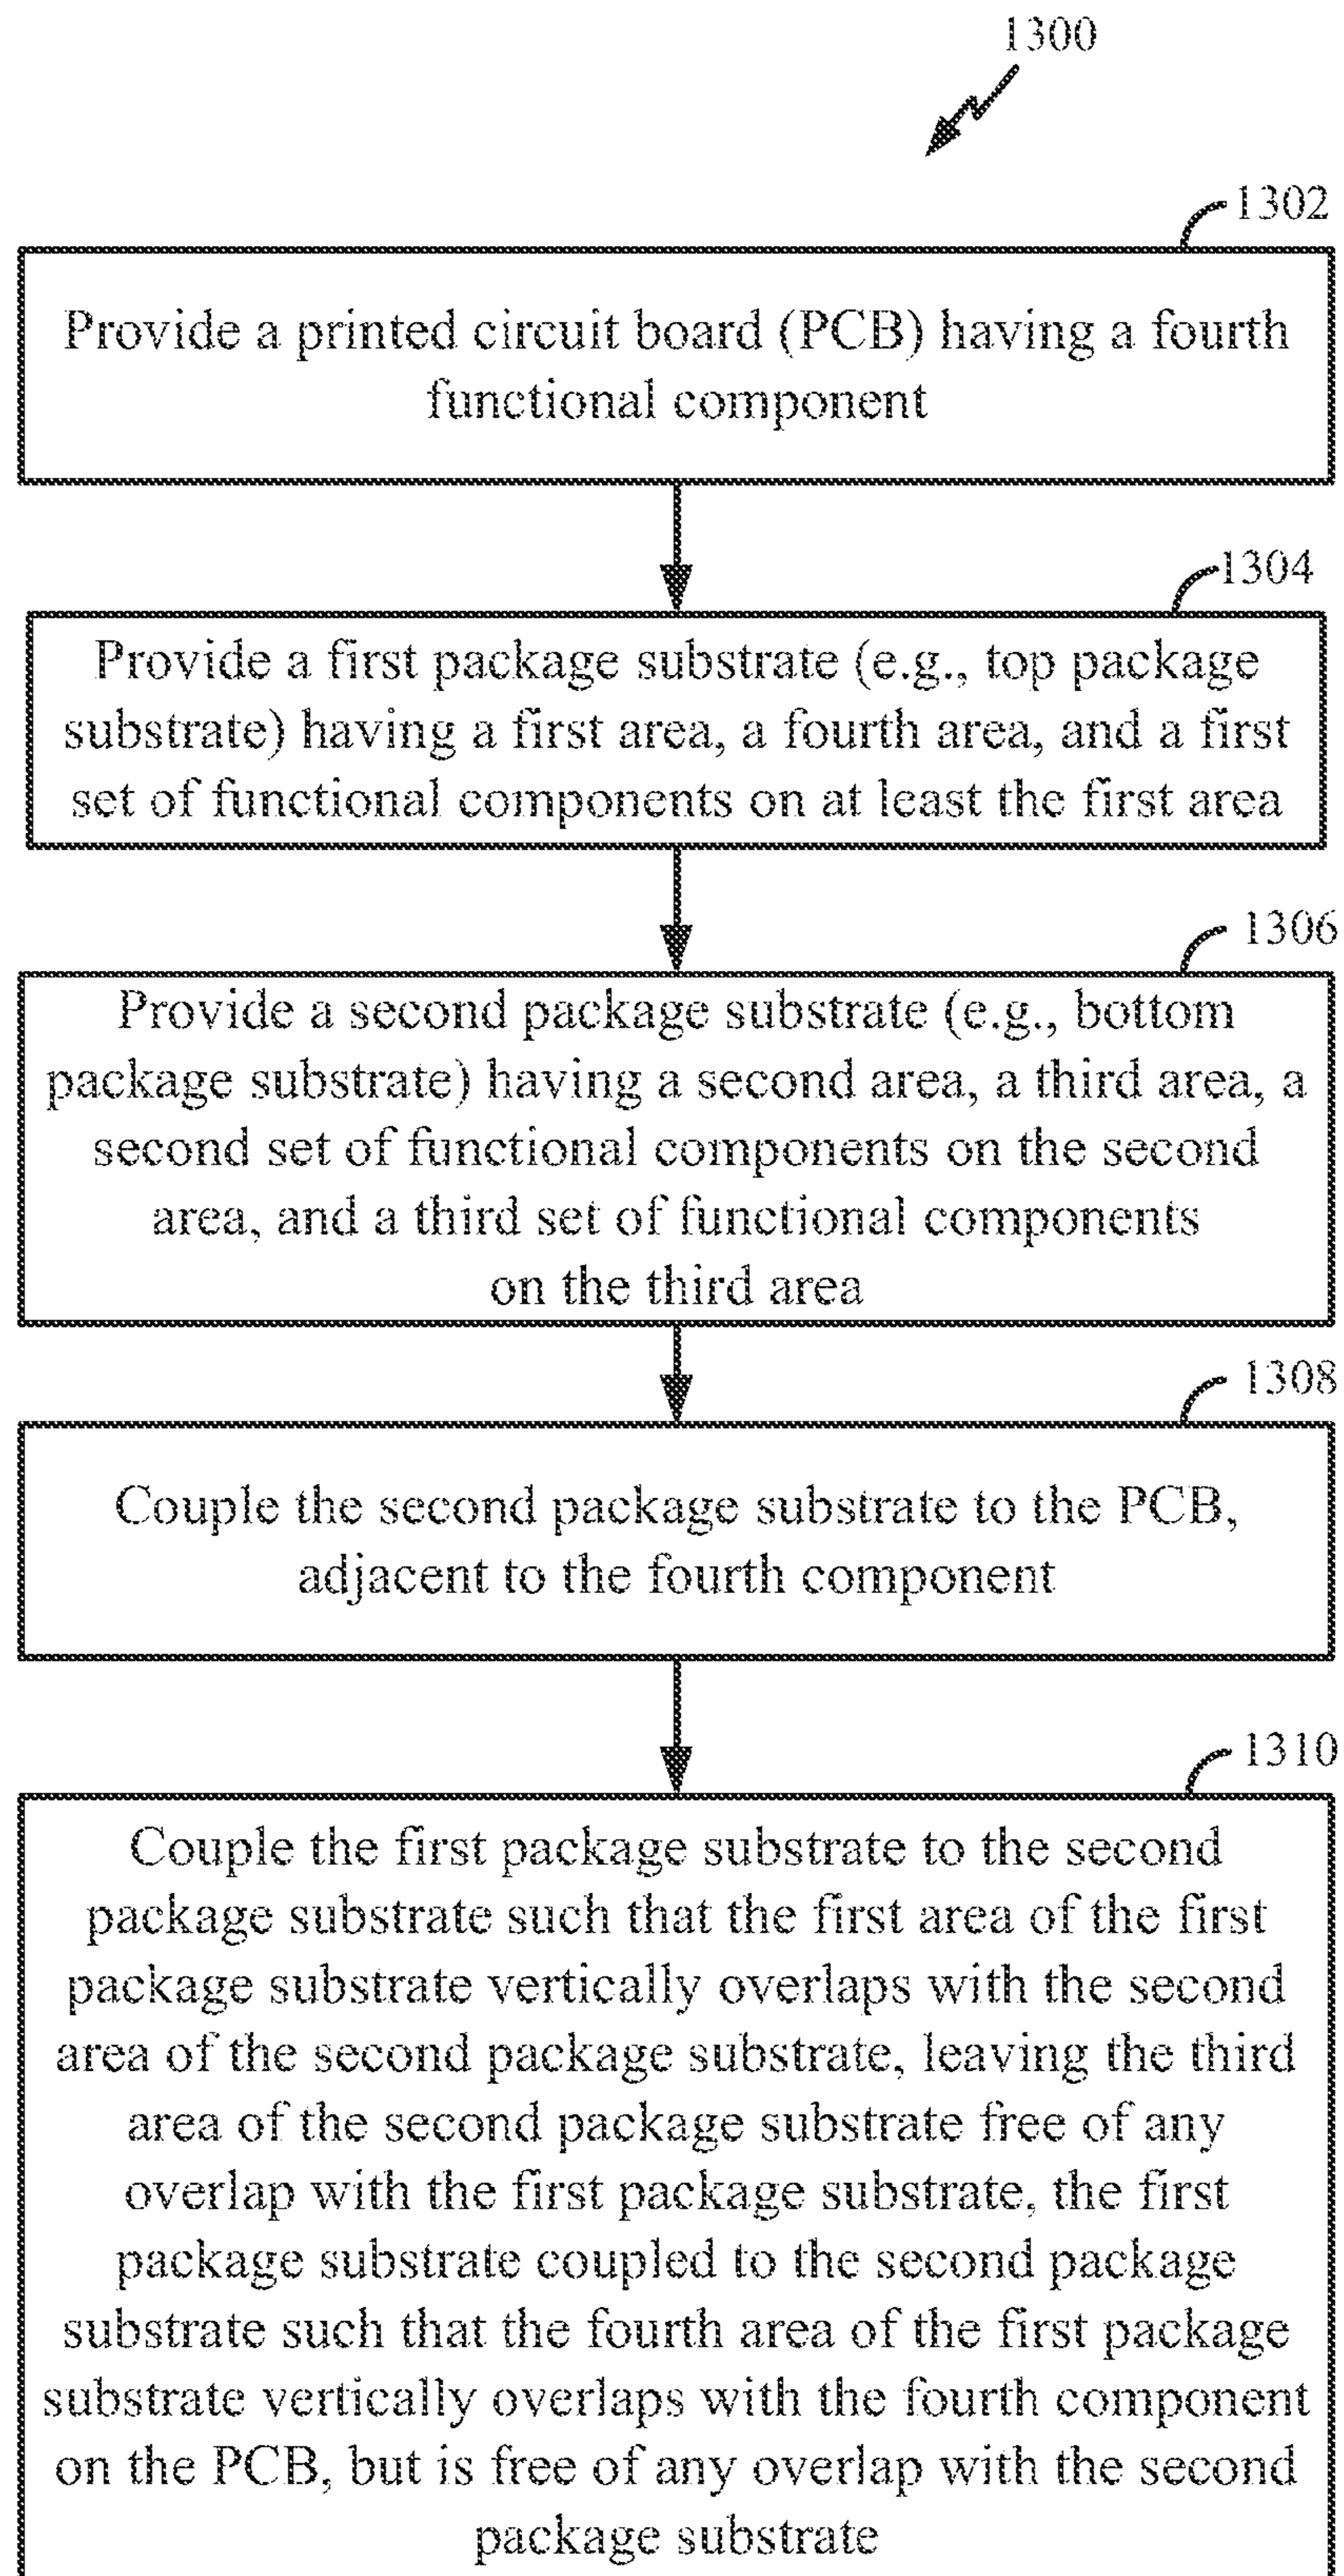 1300
1302
Provide a printed circuit board (PCB) having a fourth
functional component
1304
Provide a first package substrate (e.g., top package
substrate) having a first area, a fourth area, and a first
set of functional components on at least the first area
1306
Provide a second package substrate (e.g., bottom
package substrate) having a second area, a third area, a
second set of functional components on the second
area, and a third set of functional components
on the third area
1308
Couple the second package substrate to the PCB,
adjacent to the fourth component
1310
Couple the first package substrate to the second
package substrate such that the first area of the first
package substrate vertically overlaps with the second
area of the second package substrate, leaving the third
area of the second package substrate free of any
overlap with the first package substrate, the first
package substrate coupled to the second package
substrate such that the fourth area of the first package
substrate vertically overlaps with the fourth component
on the PCB, but is free of any overlap with the second
package substrate